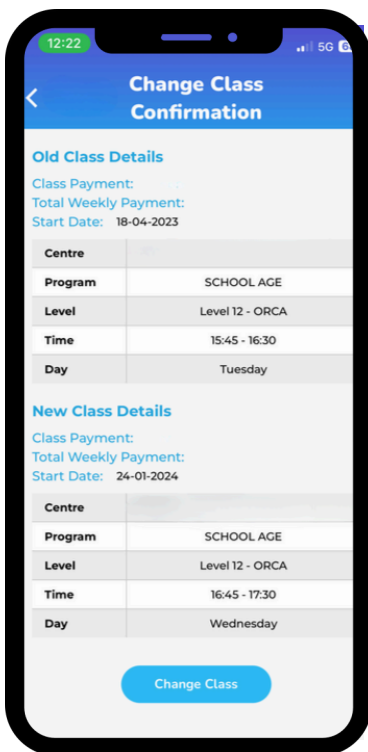 12:22
5G 6
Change Class
Confirmation
Old Class Details
Class Payment:
Total Weekly Payment:
Start Date: 18-04-2023
Centre
Program SCHOOL AGE
Level Level 12 - ORCA
Time 15:45 - 16:30
Day Tuesday
New Class Details
Class Payment:
Total Weekly Payment:
Start Date: 24-01-2024
Centre
Program SCHOOL AGE
Level Level 12 - ORCA
Time 16:45 - 17:30
Day Wednesday
Change Class